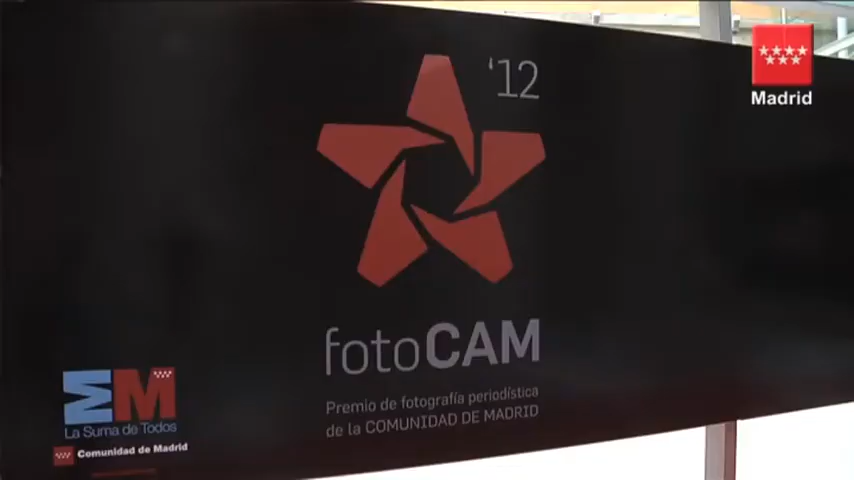 '12
Madrid
fotoCAM
Premio de fotografía periodística
de la COMUNIDAD DE MADRID
EM
La Suma de Todos
Comunidad de Madrid